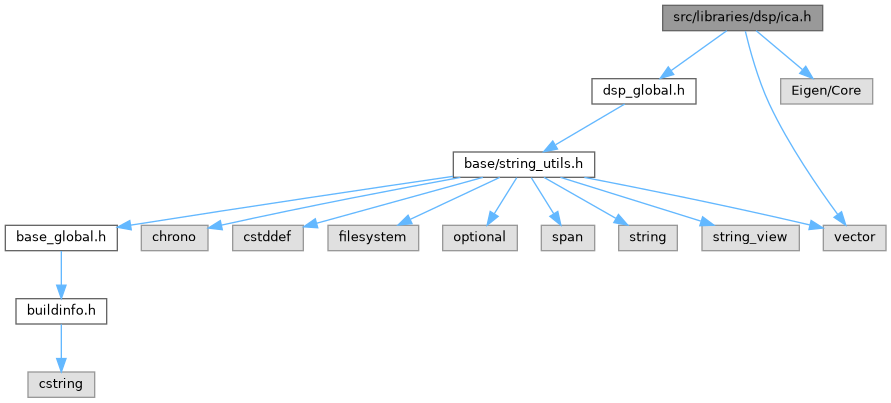 src/libraries/dsp/ica.h
dsp_global.h
Eigen/Core
base/string_utils.h
base_global.h
chrono
cstddef
filesystem
optional
span
string
string_view
vector
buildinfo.h
cstring